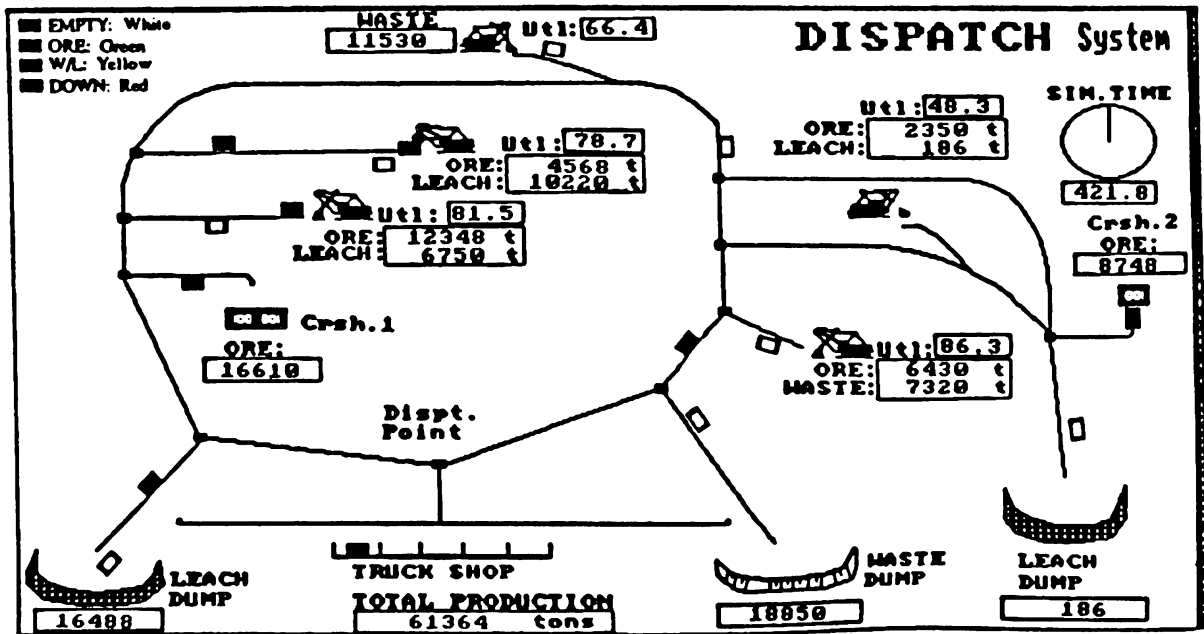 EMPTY: White
ORE: Green
W/L: Yellow
DOWN: Red
WASTE
11530
Utl: 66.4
DISPATCH System
SIM.TIME
421.8
Utl: 48.3
ORE: 2350 t
LEACH: 186 t
Utl: 78.7
ORE: 4568 t
LEACH: 10220 t
Utl: 81.5
ORE: 12348 t
LEACH: 6750 t
Crsh.2
ORE:
8748
Crsh.1
ORE:
16610
Utl: 86.3
ORE: 6430 t
WASTE: 7320 t
Dispt.
Point
TRUCK SHOP
TOTAL PRODUCTION
61364 tons
LEACH
DUMP
16488
WASTE
DUMP
18850
LEACH
DUMP
186